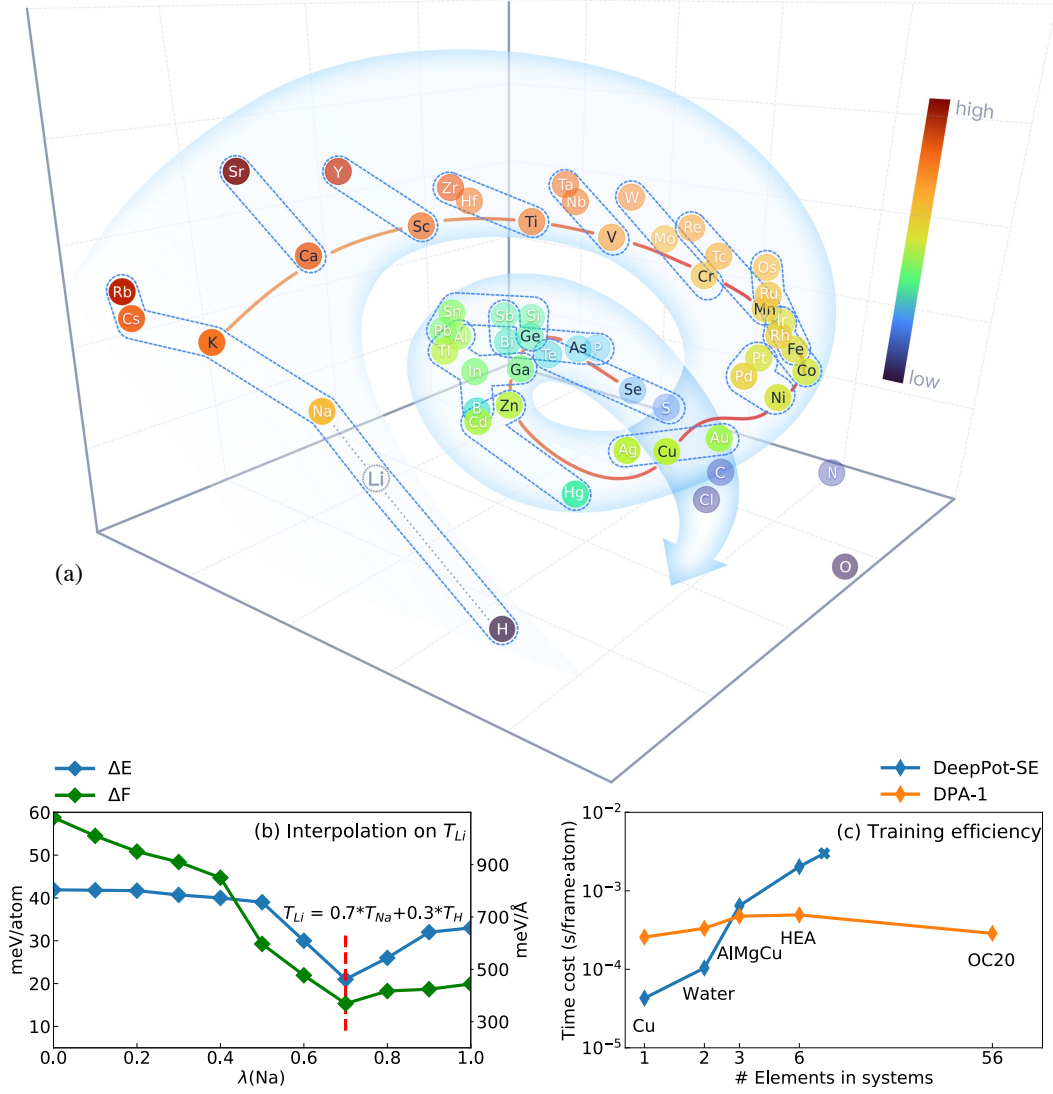 high
Sr
Y
Zr
Hf
Ta
Nb
W
Sc
Ti
V
Mo
Re
Tc
Cr
Os
Ca
Rb
Cs
Ru
Mn
Ir
Rh
Fe
K
Sn
Pb
Al
Tl
Sb
Si
Bi
Ge
Te
As
P
Pt
Pd
Co
low
In
Ga
Se
S
Ni
Na
B
Cd
Zn
Ag
Cu
Au
Li
Hg
C
Cl
N
(a)
O
H
ΔE
ΔF
60
50
40
30
20
10
meV/atom
(b) Interpolation on T_Li
T_Li = 0.7*T_Na+0.3*T_H
900
700
500
300
meV/Å
0.0 0.2 0.4 0.6 0.8 1.0
λ(Na)
DeepPot-SE
DPA-1
10⁻²
10⁻³
10⁻⁴
10⁻⁵
Time cost (s/frame·atom)
(c) Training efficiency
Cu
Water
AlMgCu
HEA
OC20
1 2 3 6 56
# Elements in systems